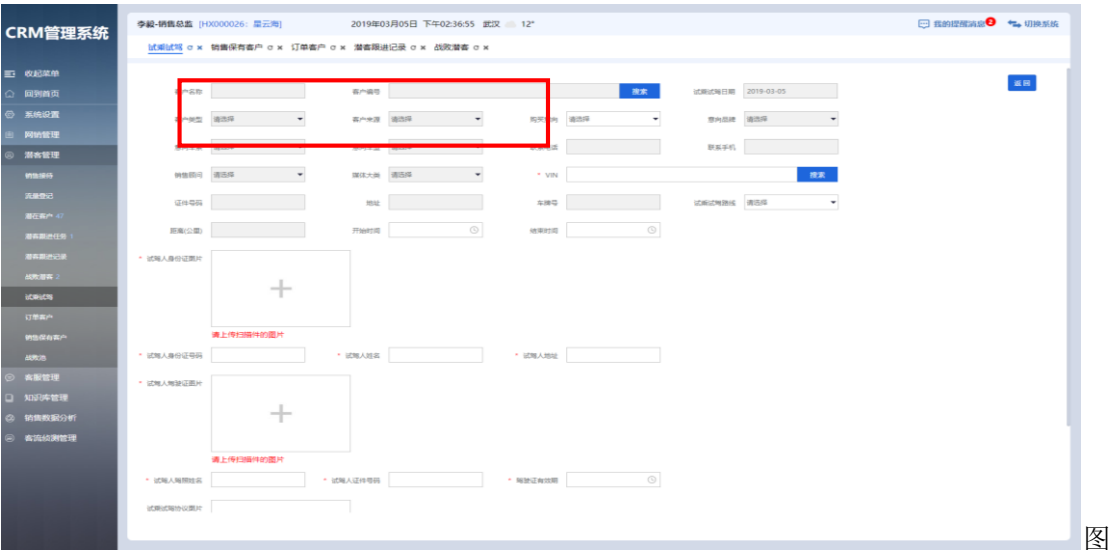 CRM管理系统
李毅-销售总监 [HX000026: 星云海] 2019年03月05日 下午02:36:55 武汉 12° 我的提醒消息 切换系统
试乘试驾 销售保有客户 订单客户 潜客跟进记录 战败潜客
收起菜单
回到首页
系统设置
网销管理
潜客管理
销售接待
流量登记
潜在客户 47
潜客跟进任务 1
潜客跟进记录
战败潜客 2
试乘试驾
订单客户
销售保有客户
战败池
客服管理
知识库管理
销售数据分析
客流侦测管理
返回
客户名称 客户编号 搜索 试乘试驾日期 2019-03-05
客户类型 请选择 客户来源 请选择 请选择 意向品牌 请选择
请选择 请选择 联系手机
销售顾问 请选择 媒体大类 请选择 * VIN 搜索
证件号码 地址 车牌号 试乘试驾路线 请选择
距离(公里) 开始时间 结束时间
* 试驾人身份证图片
请上传扫描件的图片
* 试驾人身份证号码 * 试驾人姓名 * 试驾人地址
* 试驾人驾驶证图片
请上传扫描件的图片
* 试驾人驾照姓名 * 试驾人证件号码 * 驾驶证有效期
试乘试驾协议图片
图